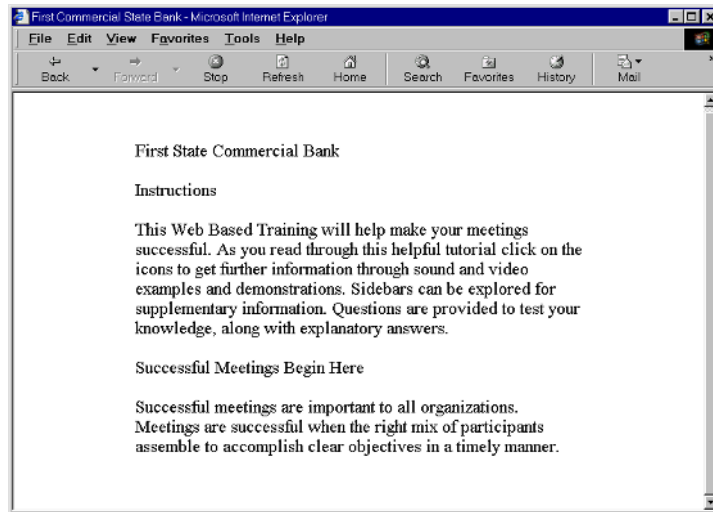 First Commercial State Bank - Microsoft Internet Explorer
File Edit View Favorites Tools Help
Back Forward Stop Refresh Home Search Favorites History Mail
First State Commercial Bank
Instructions
This Web Based Training will help make your meetings
successful. As you read through this helpful tutorial click on the
icons to get further information through sound and video
examples and demonstrations. Sidebars can be explored for
supplementary information. Questions are provided to test your
knowledge, along with explanatory answers.
Successful Meetings Begin Here
Successful meetings are important to all organizations.
Meetings are successful when the right mix of participants
assemble to accomplish clear objectives in a timely manner.